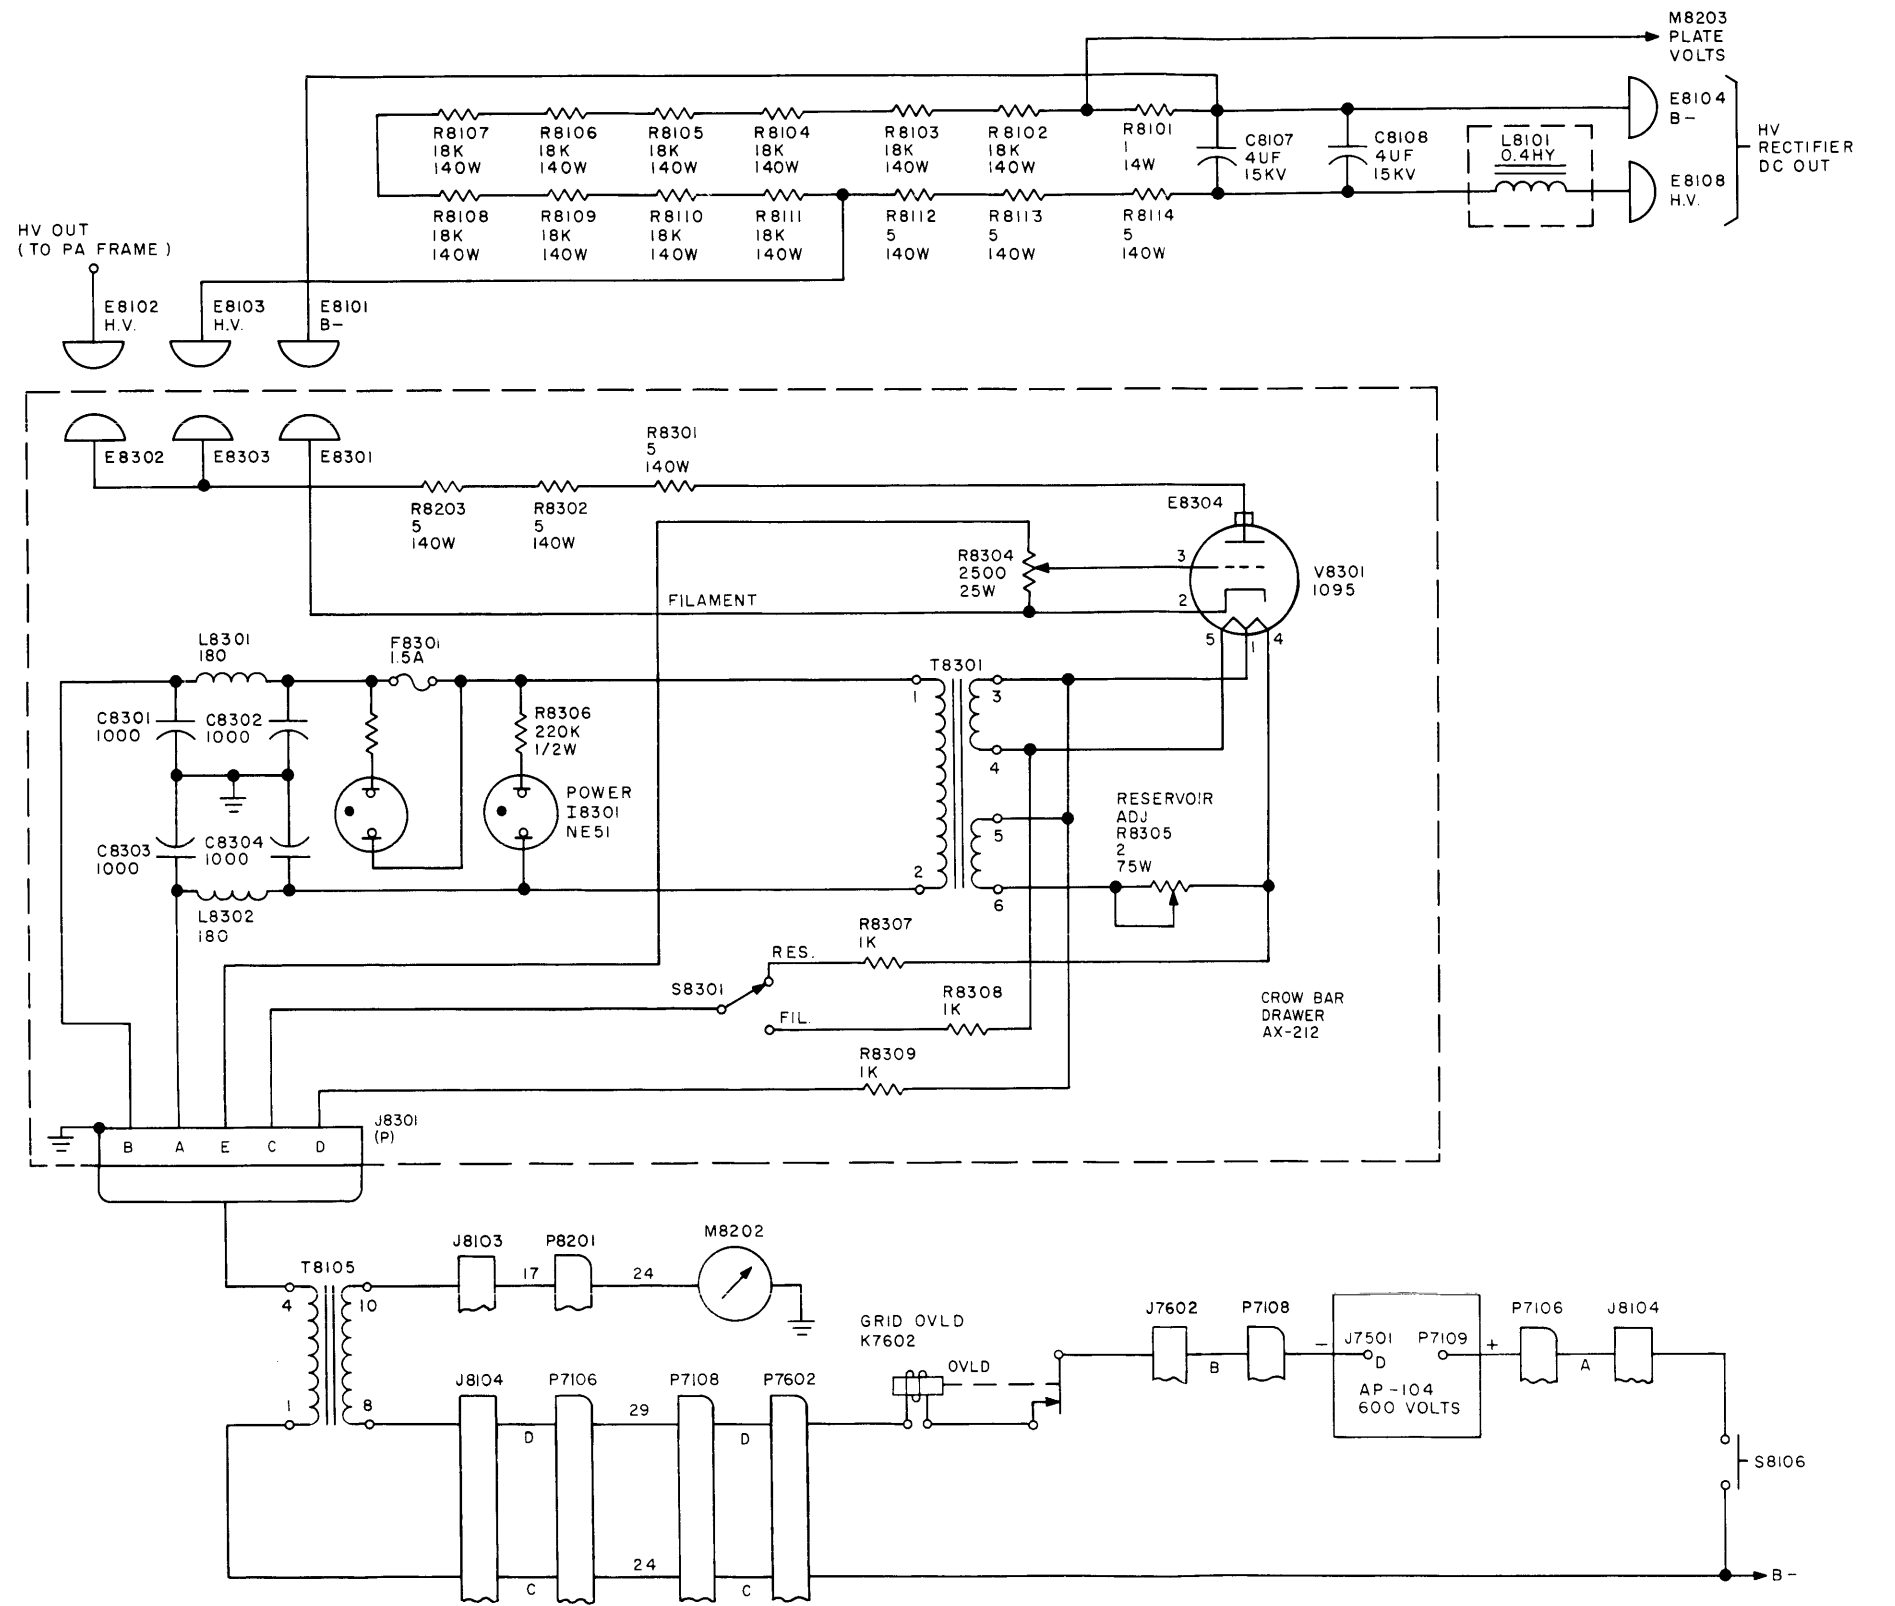 M8203
PLATE
VOLTS
E8104
B-
HV
RECTIFIER
DC OUT
L8101
0.4HY
E8108
H.V.
R8107
18K
140W
R8106
18K
140W
R8105
18K
140W
R8104
18K
140W
R8103
18K
140W
R8102
18K
140W
R8101
1
14W
C8107
4UF
15KV
C8108
4UF
15KV
R8108
18K
140W
R8109
18K
140W
R8110
18K
140W
R8111
18K
140W
R8112
5
140W
R8113
5
140W
R8114
5
140W
HV OUT
(TO PA FRAME)
E8102
H.V.
E8103
H.V.
E8101
B-
E8302
E8303
E8301
R8301
5
140W
R8203
5
140W
R8302
5
140W
E8304
R8304
2500
25W
3
2
5
1
4
V8301
1095
FILAMENT
L8301
180
F8301
1.5A
C8301
1000
C8302
1000
R8306
220K
1/2W
POWER
I8301
NE51
C8303
1000
C8304
1000
L8302
180
T8301
1
2
3
4
5
6
RESERVOIR
ADJ
R8305
2
75W
R8307
1K
RES.
S8301
FIL.
R8308
1K
R8309
1K
CROW BAR
DRAWER
AX-212
J8301
(P)
B A E C D
T8105
4
10
1
8
J8103
17
P8201
24
M8202
J8104
D
P7106
29
P7108
D
P7602
C
24
C
GRID OVLD
K7602
OVLD
J7602
B
P7108
-
J7501
D
P7109
AP-104
600 VOLTS
+
P7106
A
J8104
S8106
B-